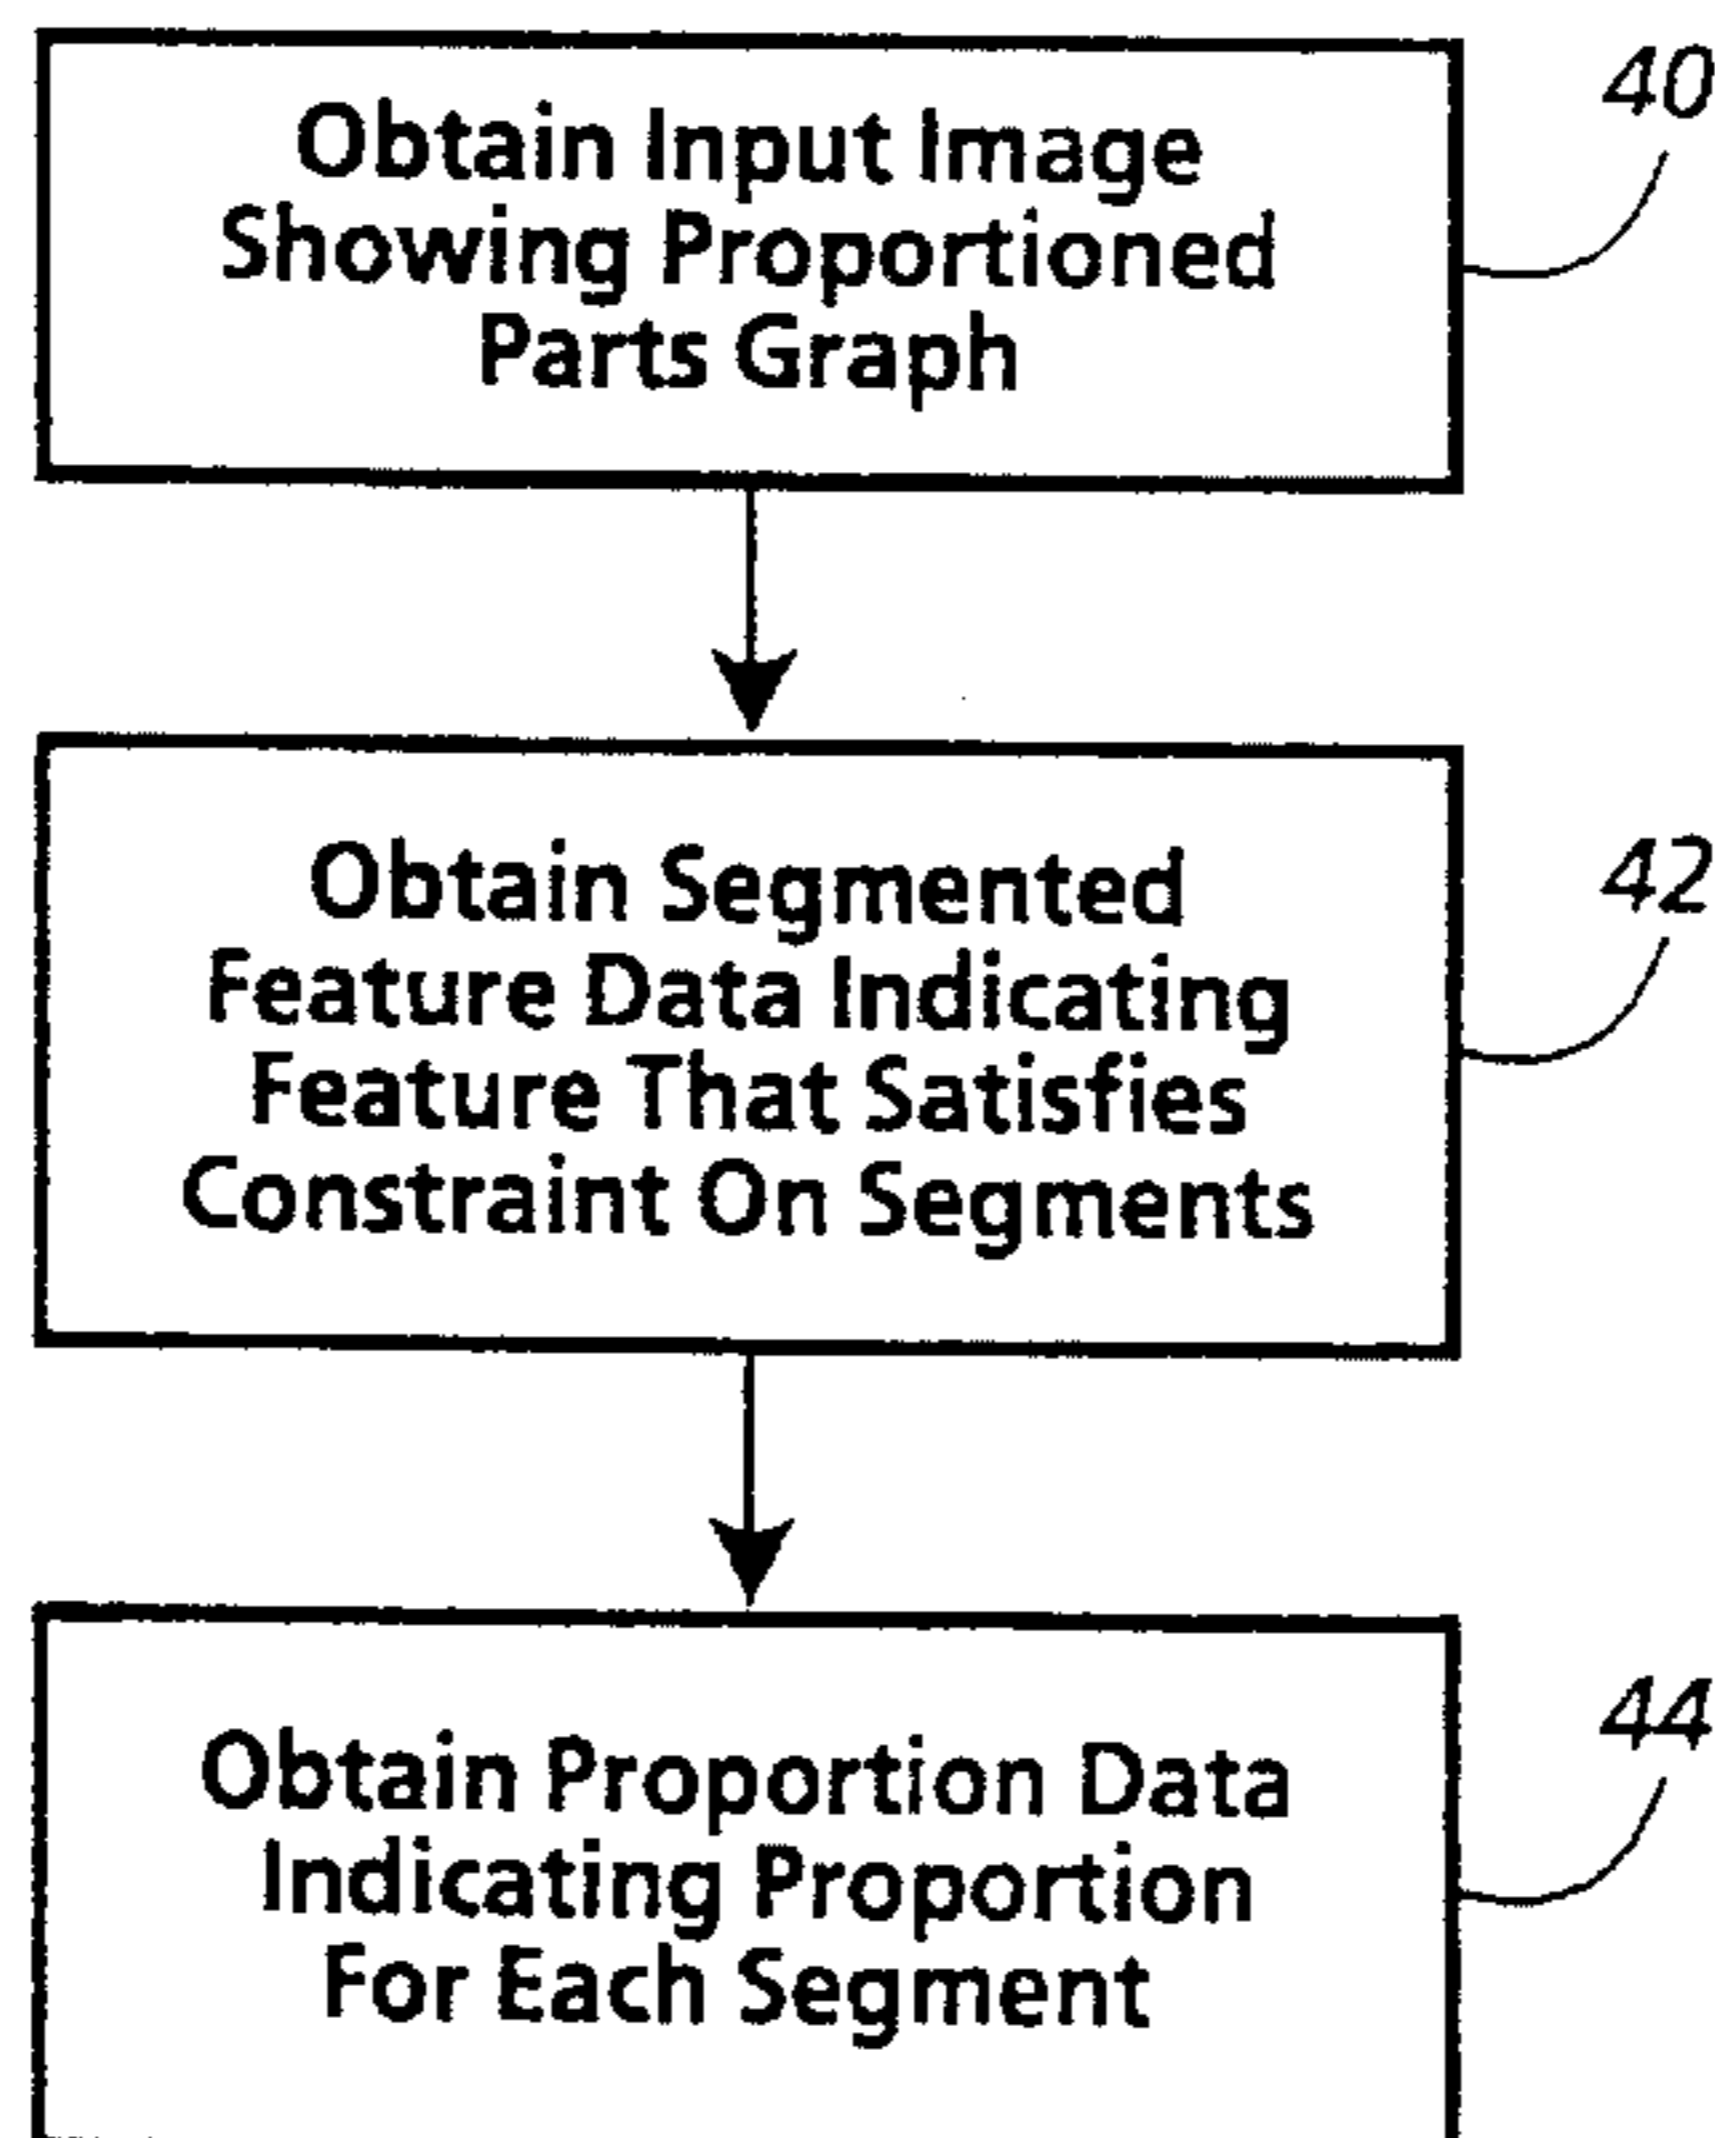 Obtain Input Image
Showing Proportioned
Parts Graph
40
Obtain Segmented
Feature Data Indicating
Feature That Satisfies
Constraint On Segments
42
Obtain Proportion Data
Indicating Proportion
For Each Segment
44